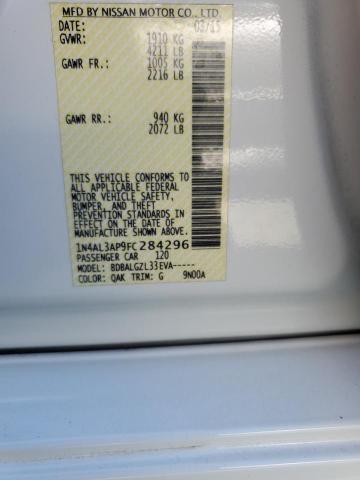 MFD BY NISSAN MOTOR CO., LTD.
03/15
GVWR: 1910 KG
4211 LB
GAWR FR.: 1005 KG
2216 LB
GAWR RR.: 940 KG
2072 LB
THIS VEHICLE CONFORMS TO
ALL APPLICABLE FEDERAL
MOTOR VEHICLE SAFETY,
BUMPER, AND THEFT
PREVENTION STANDARDS
IN EFFECT ON THE DATE OF
MANUFACTURE SHOWN ABOVE.
1N4AL3AP9FC284296
PASSENGER CAR 120
MODEL: BDBALGZL33EVA-----
COLOR: QAK TRIM: G 9N00A